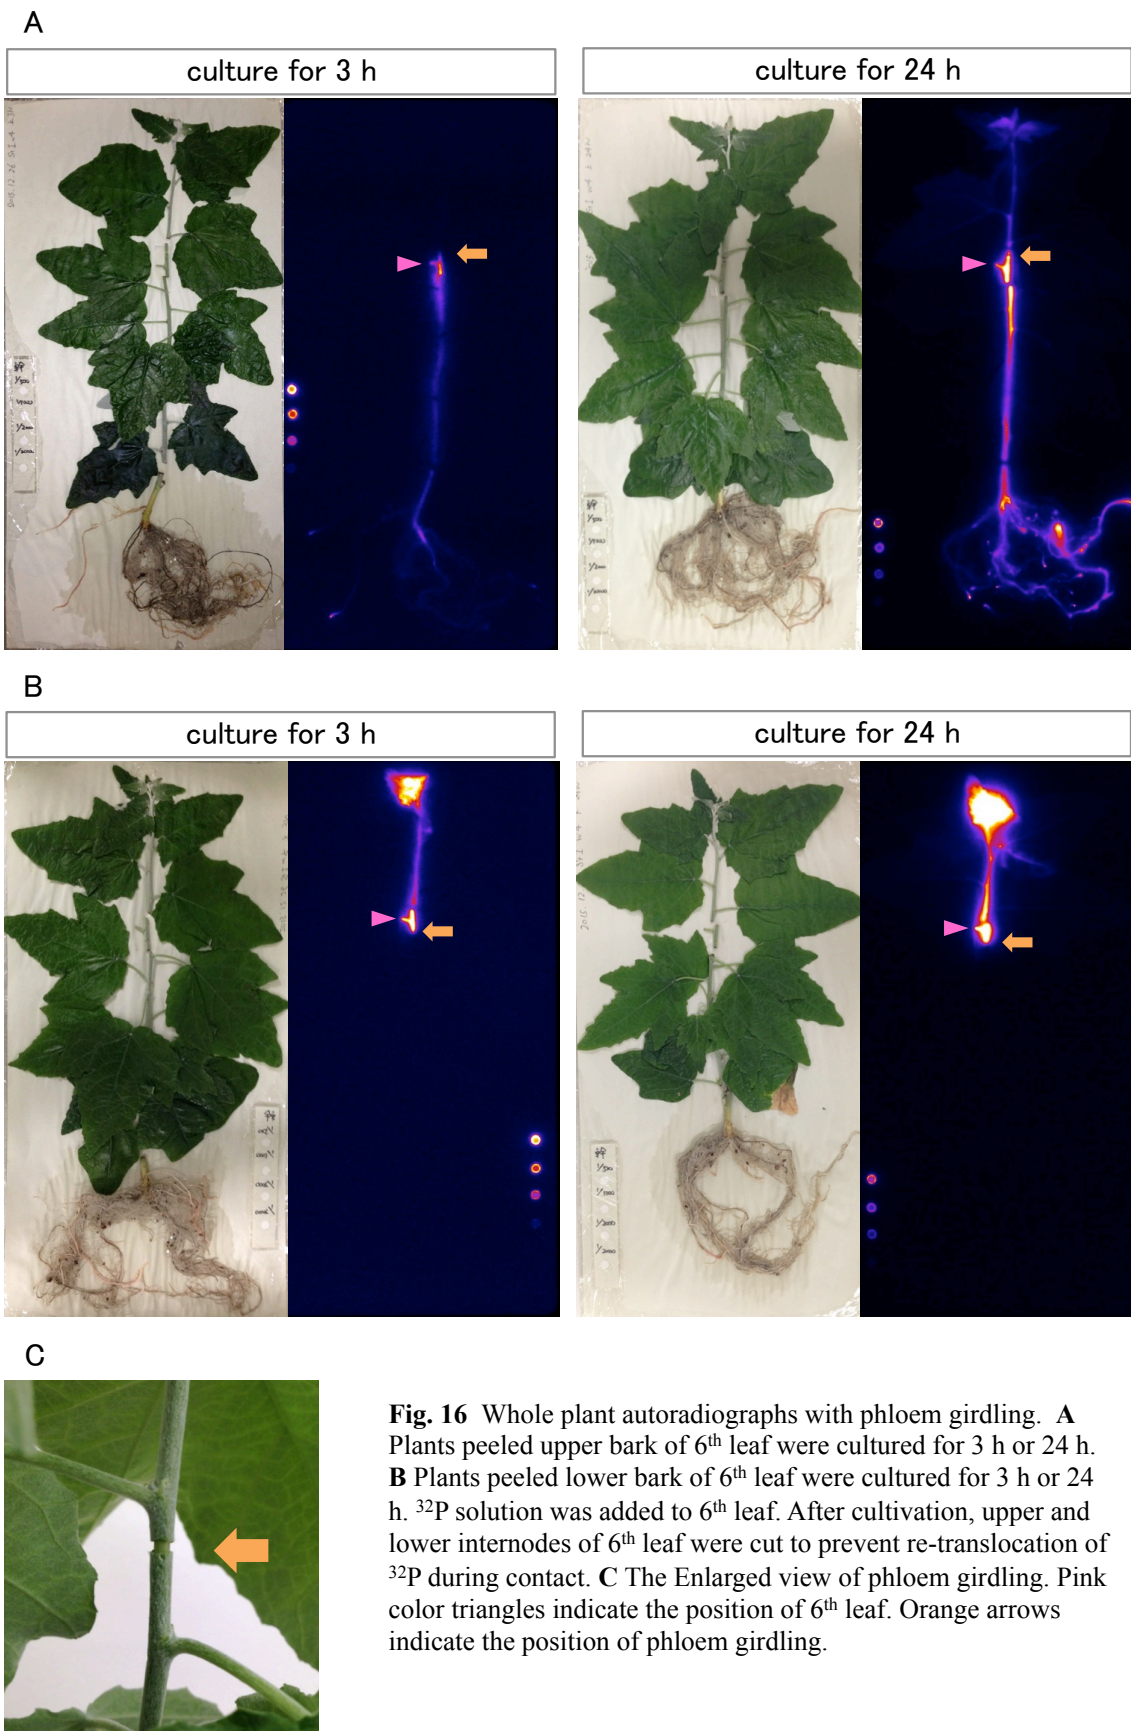 A
culture for 3 h
culture for 24 h
B
culture for 3 h
culture for 24 h
C
Fig. 16 Whole plant autoradiographs with phloem girdling. A
Plants peeled upper bark of 6th leaf were cultured for 3 h or 24 h.
B Plants peeled lower bark of 6th leaf were cultured for 3 h or 24
h. 32P solution was added to 6th leaf. After cultivation, upper and
lower internodes of 6th leaf were cut to prevent re-translocation of
32P during contact. C The Enlarged view of phloem girdling. Pink
color triangles indicate the position of 6th leaf. Orange arrows
indicate the position of phloem girdling.